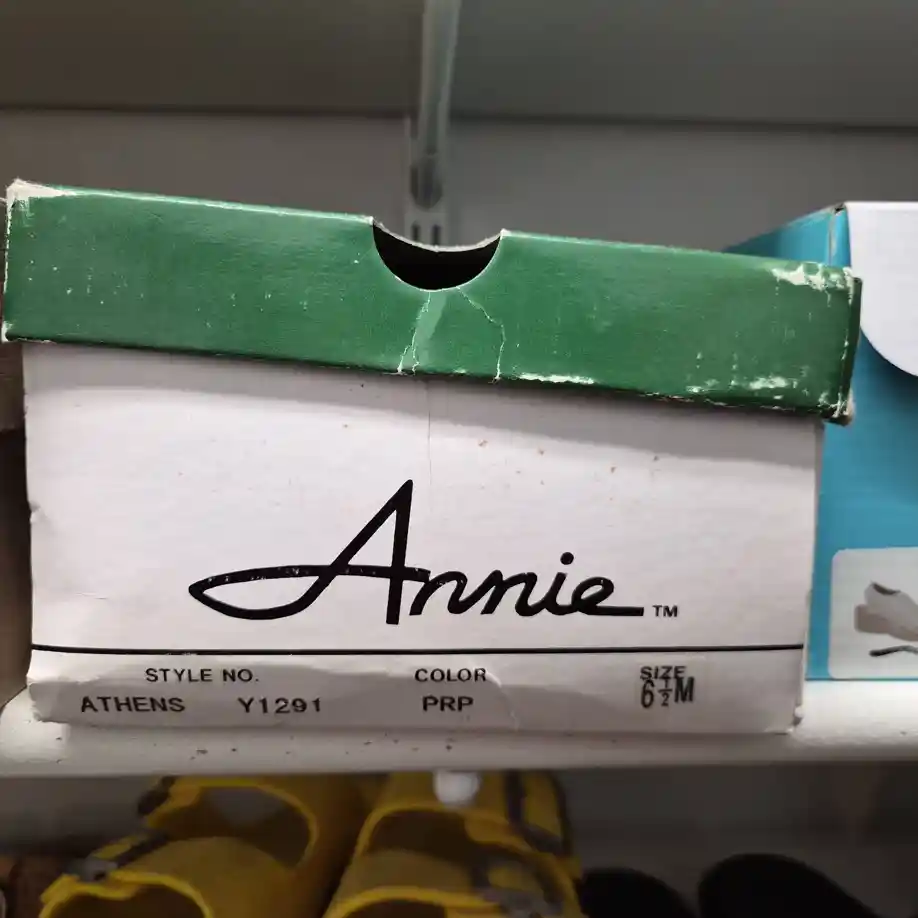 Annie™
STYLE NO. COLOR SIZE
ATHENS Y1291 PRP 6½M